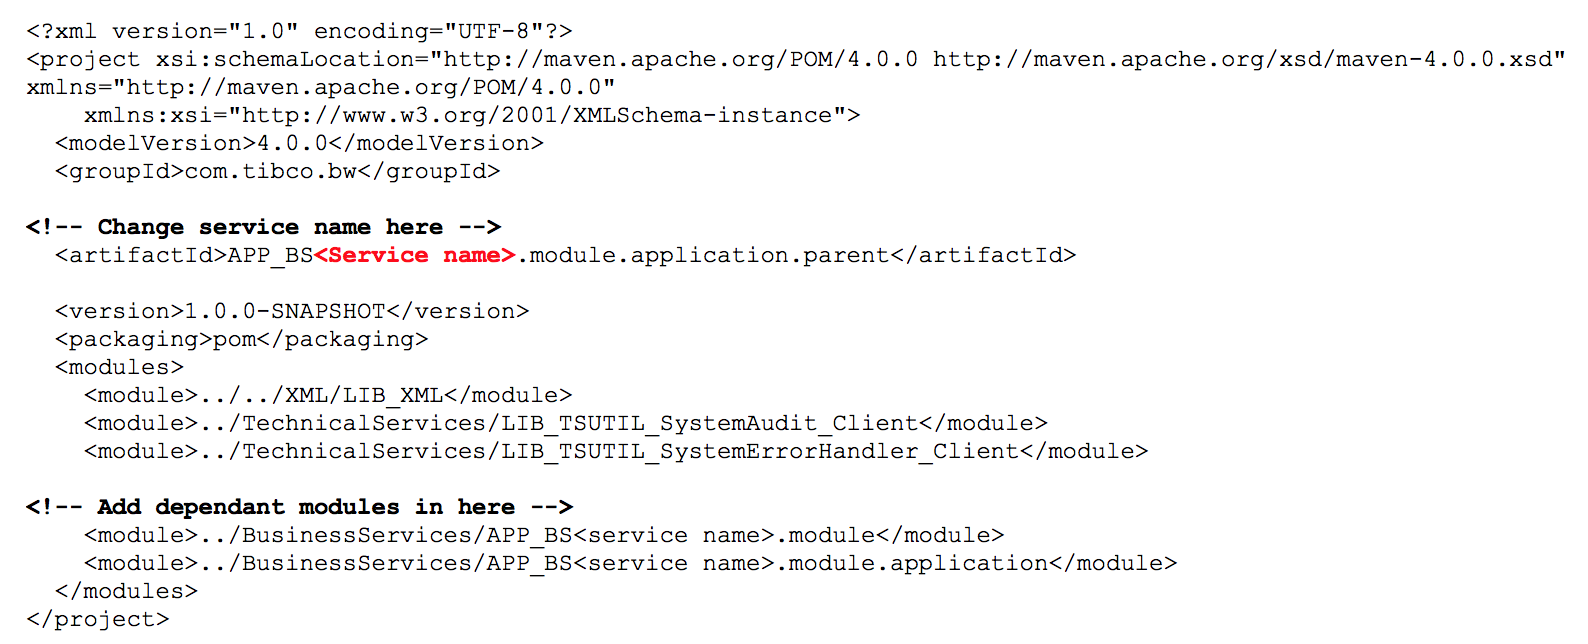 <?xml version="1.0" encoding="UTF-8"?>
<project xsi:schemaLocation="http://maven.apache.org/POM/4.0.0 http://maven.apache.org/xsd/maven-4.0.0.xsd"
xmlns="http://maven.apache.org/POM/4.0.0"
    xmlns:xsi="http://www.w3.org/2001/XMLSchema-instance">
  <modelVersion>4.0.0</modelVersion>
  <groupId>com.tibco.bw</groupId>

<!-- Change service name here -->
  <artifactId>APP_BS<Service name>.module.application.parent</artifactId>

  <version>1.0.0-SNAPSHOT</version>
  <packaging>pom</packaging>
  <modules>
    <module>../../XML/LIB_XML</module>
    <module>../TechnicalServices/LIB_TSUTIL_SystemAudit_Client</module>
    <module>../TechnicalServices/LIB_TSUTIL_SystemErrorHandler_Client</module>

<!-- Add dependant modules in here -->
    <module>../BusinessServices/APP_BS<service name>.module</module>
    <module>../BusinessServices/APP_BS<service name>.module.application</module>
  </modules>
</project>